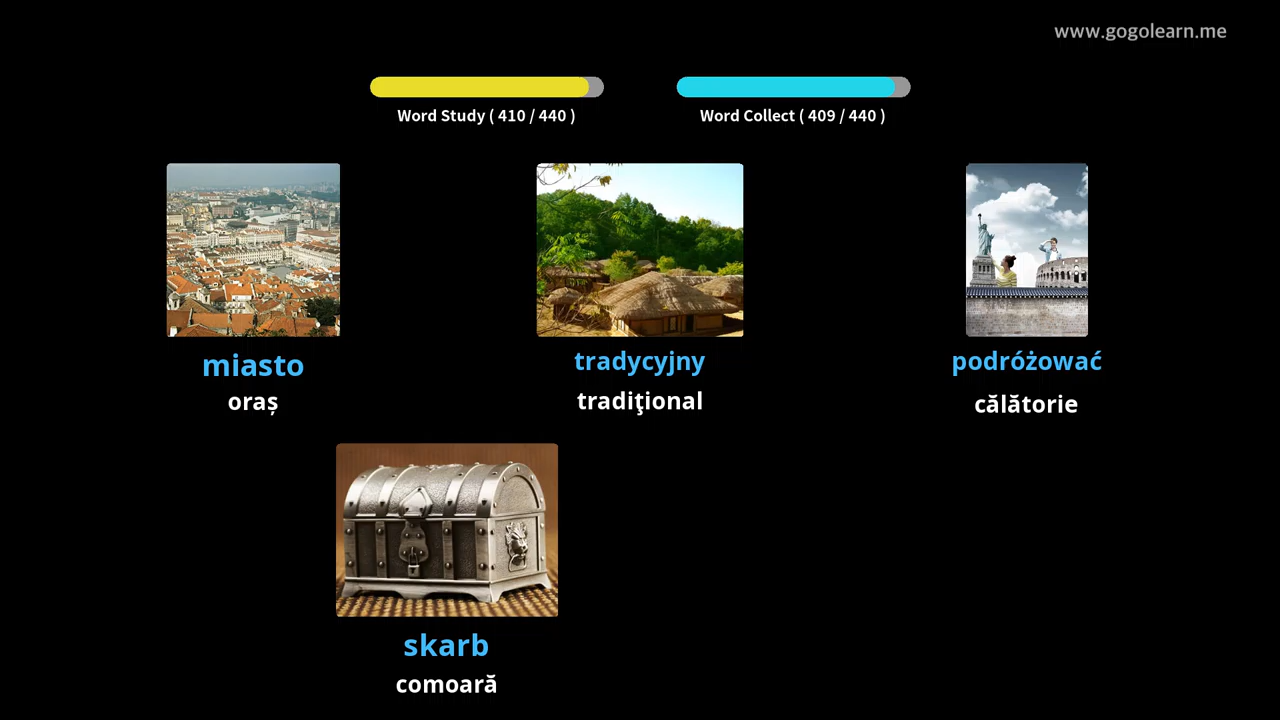 www.gogolearn.me
Word Study ( 410 / 440 )
Word Collect ( 409 / 440 )
miasto
oraș
tradycyjny
tradiţional
podróżować
călătorie
skarb
comoară